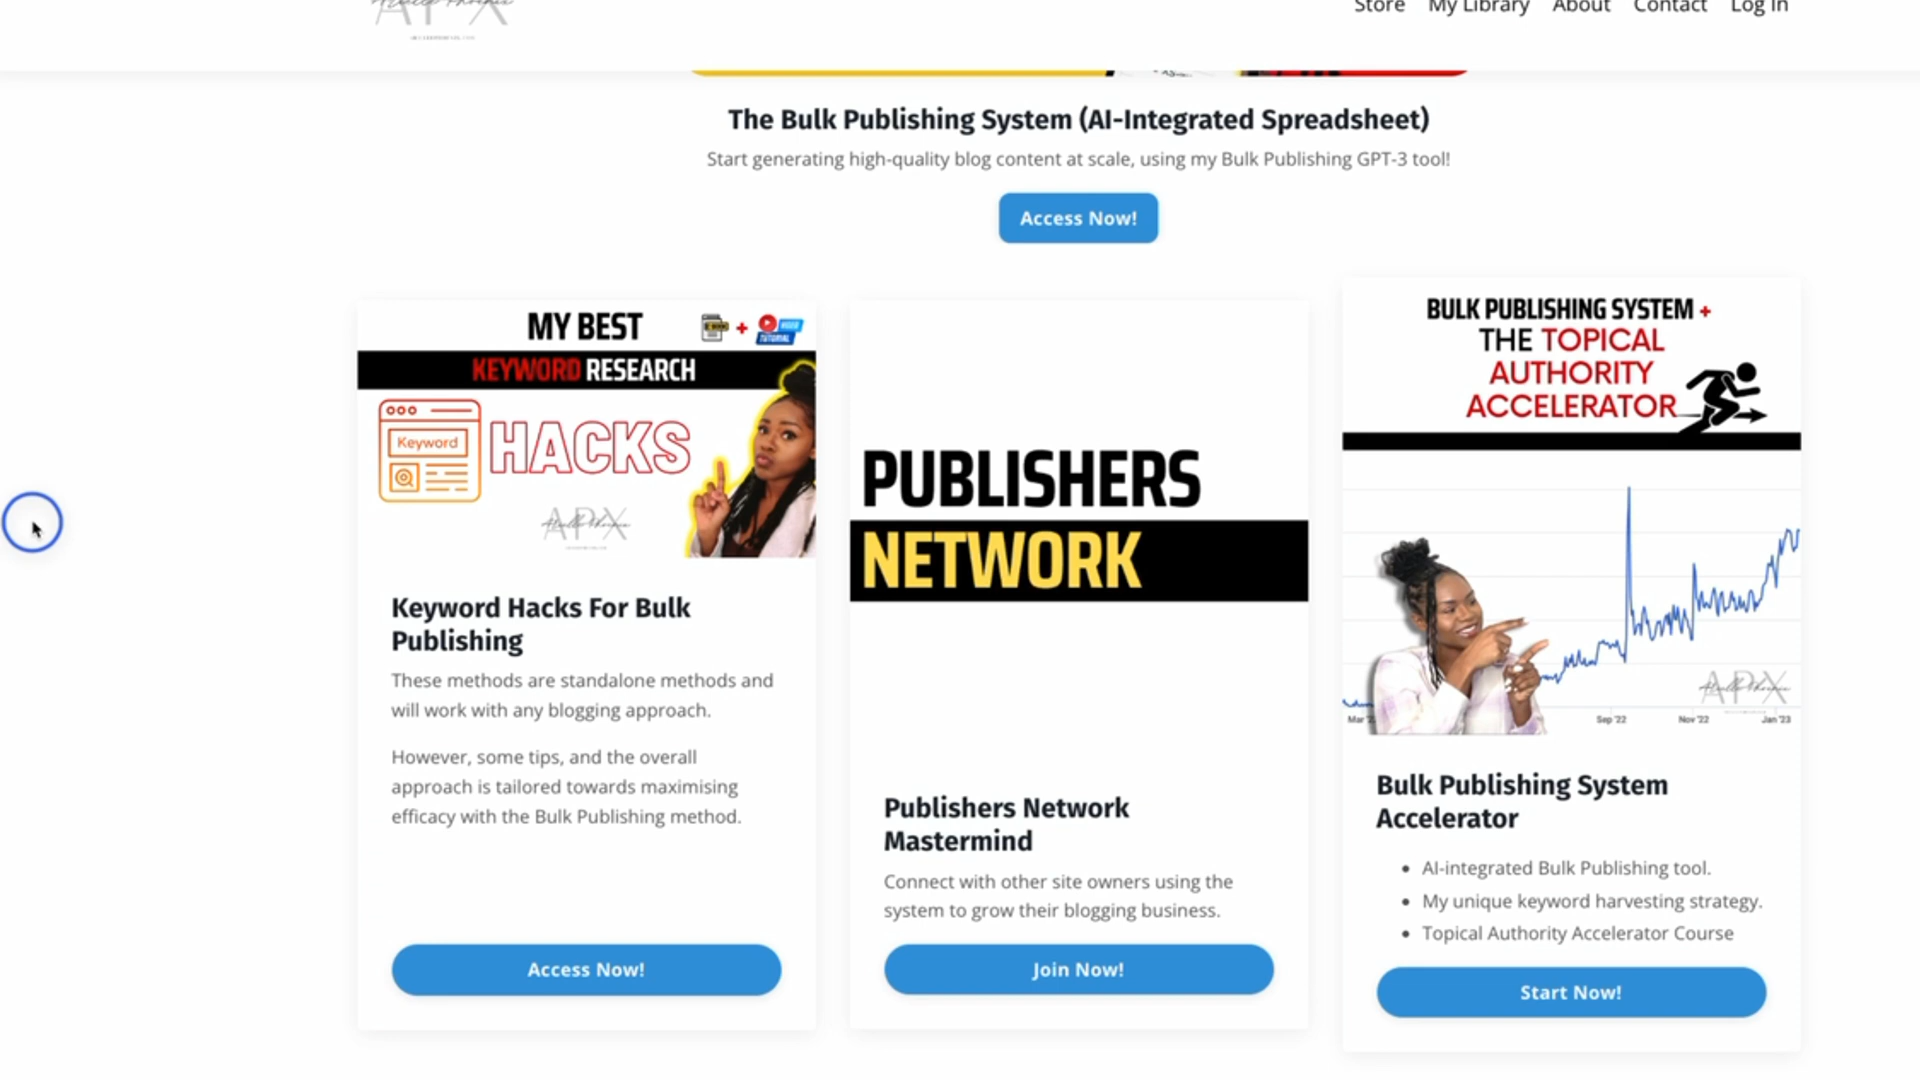 APX
Store My Library About Contact Log In
The Bulk Publishing System (AI-Integrated Spreadsheet)
Start generating high-quality blog content at scale, using my Bulk Publishing GPT-3 tool!
Access Now!
MY BEST
+
VIDEO
TUTORIAL
KEYWORD RESEARCH
Keyword
HACKS
APX
Keyword Hacks For Bulk
Publishing
These methods are standalone methods and
will work with any blogging approach.
However, some tips, and the overall
approach is tailored towards maximising
efficacy with the Bulk Publishing method.
Access Now!
PUBLISHERS
NETWORK
Publishers Network
Mastermind
Connect with other site owners using the
system to grow their blogging business.
Join Now!
BULK PUBLISHING SYSTEM +
THE TOPICAL
AUTHORITY
ACCELERATOR
APX
Mar Sep '22 Nov '22 Jan '23
Bulk Publishing System
Accelerator
• AI-integrated Bulk Publishing tool.
• My unique keyword harvesting strategy.
• Topical Authority Accelerator Course
Start Now!